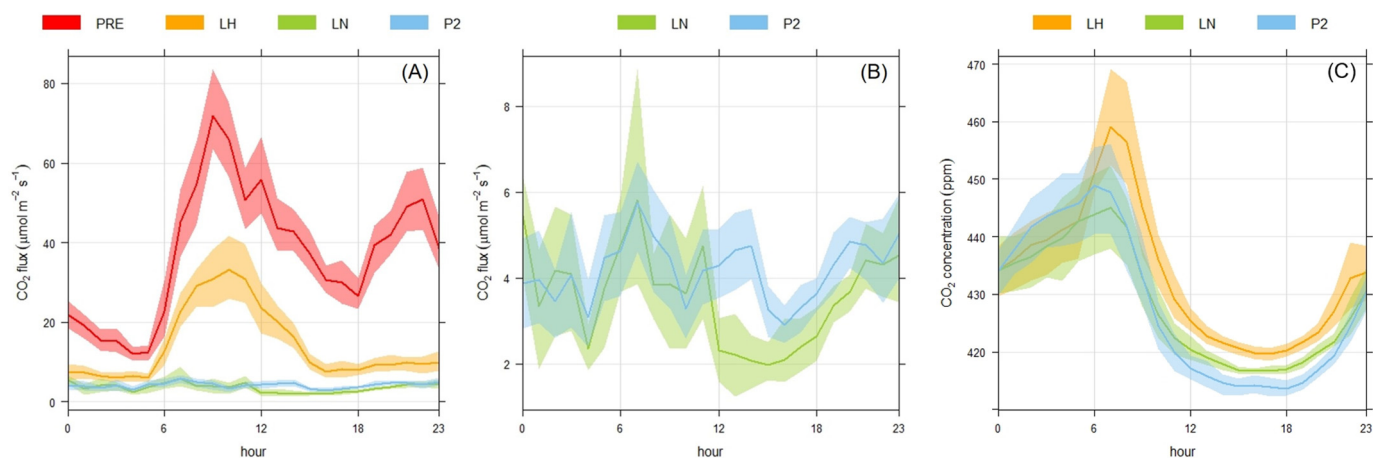 PRE LH LN P2
LN P2
LH LN P2
(A)
CO2 flux (μmol m−2 s−1)
80
60
40
20
0
0 6 12 18 23
hour
(B)
CO2 flux (μmol m−2 s−1)
8
6
4
2
0 6 12 18 23
hour
(C)
CO2 concentration (ppm)
470
460
450
440
430
420
0 6 12 18 23
hour